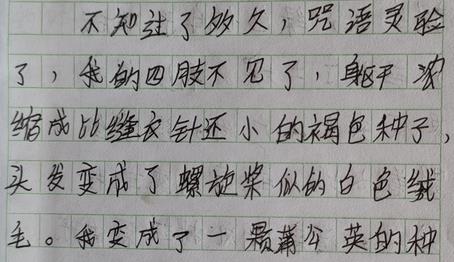 不知过了多久，咒语灵验
了，我的四肢不见了，躯干浓
缩成比缝衣针还小的褐色种子，
头发变成了螺旋桨似的白色绒
毛。我变成了一颗蒲公英的种